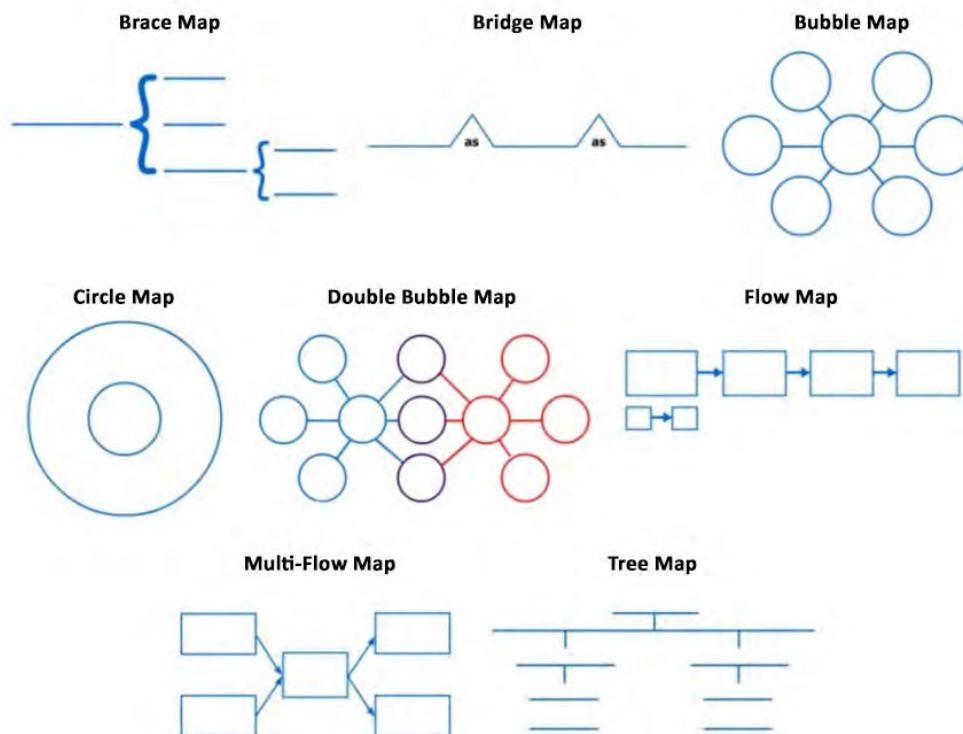 Brace Map
Bridge Map
Bubble Map
as
as
Circle Map
Double Bubble Map
Flow Map
Multi-Flow Map
Tree Map